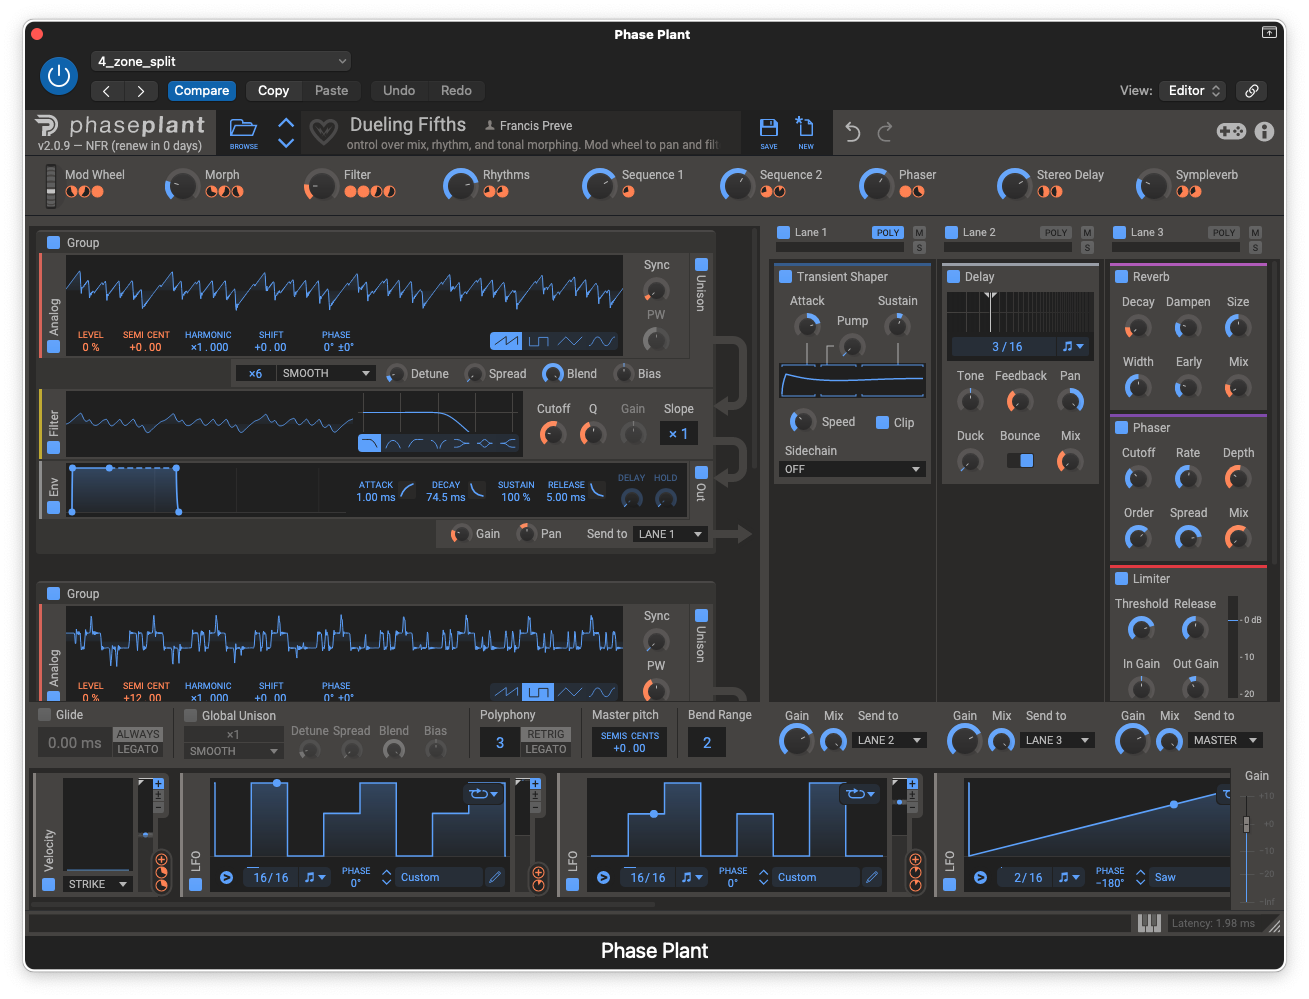 Phase Plant
4_zone_split
Compare Copy Paste Undo Redo View: Editor
phaseplant
v2.0.9 — NFR (renew in 0 days)
BROWSE
Dueling Fifths Francis Preve
ontrol over mix, rhythm, and tonal morphing. Mod wheel to pan and filt
SAVE NEW
Mod Wheel Morph Filter Rhythms Sequence 1 Sequence 2 Phaser Stereo Delay Sympleverb
Group
Analog
LEVEL SEMI CENT HARMONIC SHIFT PHASE
0 % +0.00 ×1.000 +0.00 0° ±0°
Sync
PW
Unison
×6 SMOOTH Detune Spread Blend Bias
Filter
Cutoff Q Gain Slope
× 1
Env
ATTACK DECAY SUSTAIN RELEASE DELAY HOLD
1.00 ms 74.5 ms 100 % 5.00 ms
Out
Gain Pan Send to LANE 1
Group
Analog
LEVEL SEMI CENT HARMONIC SHIFT PHASE
0 % +12.00 ×1.000 +0.00 0° ±0°
Sync
PW
Unison
Lane 1 POLY M S
Transient Shaper
Attack Sustain
Pump
Speed Clip
Sidechain
OFF
Lane 2 POLY M S
Delay
3 / 16
Tone Feedback Pan
Duck Bounce Mix
Lane 3 POLY M S
Reverb
Decay Dampen Size
Width Early Mix
Phaser
Cutoff Rate Depth
Order Spread Mix
Limiter
Threshold Release
In Gain Out Gain
- 0 dB
- 10
- 20
Glide
0.00 ms ALWAYS LEGATO
Global Unison
×1
SMOOTH
Detune Spread Blend Bias
Polyphony
3 RETRIG LEGATO
Master pitch
SEMIS CENTS
+0.00
Bend Range
2
Gain Mix Send to LANE 2
Gain Mix Send to LANE 3
Gain Mix Send to MASTER
Velocity
STRIKE
LFO
16/16 PHASE 0° Custom
LFO
16/16 PHASE 0° Custom
LFO
2/16 PHASE −180° Saw
Gain
+10
+0
-10
-20
-Inf
Latency: 1.98 ms
Phase Plant